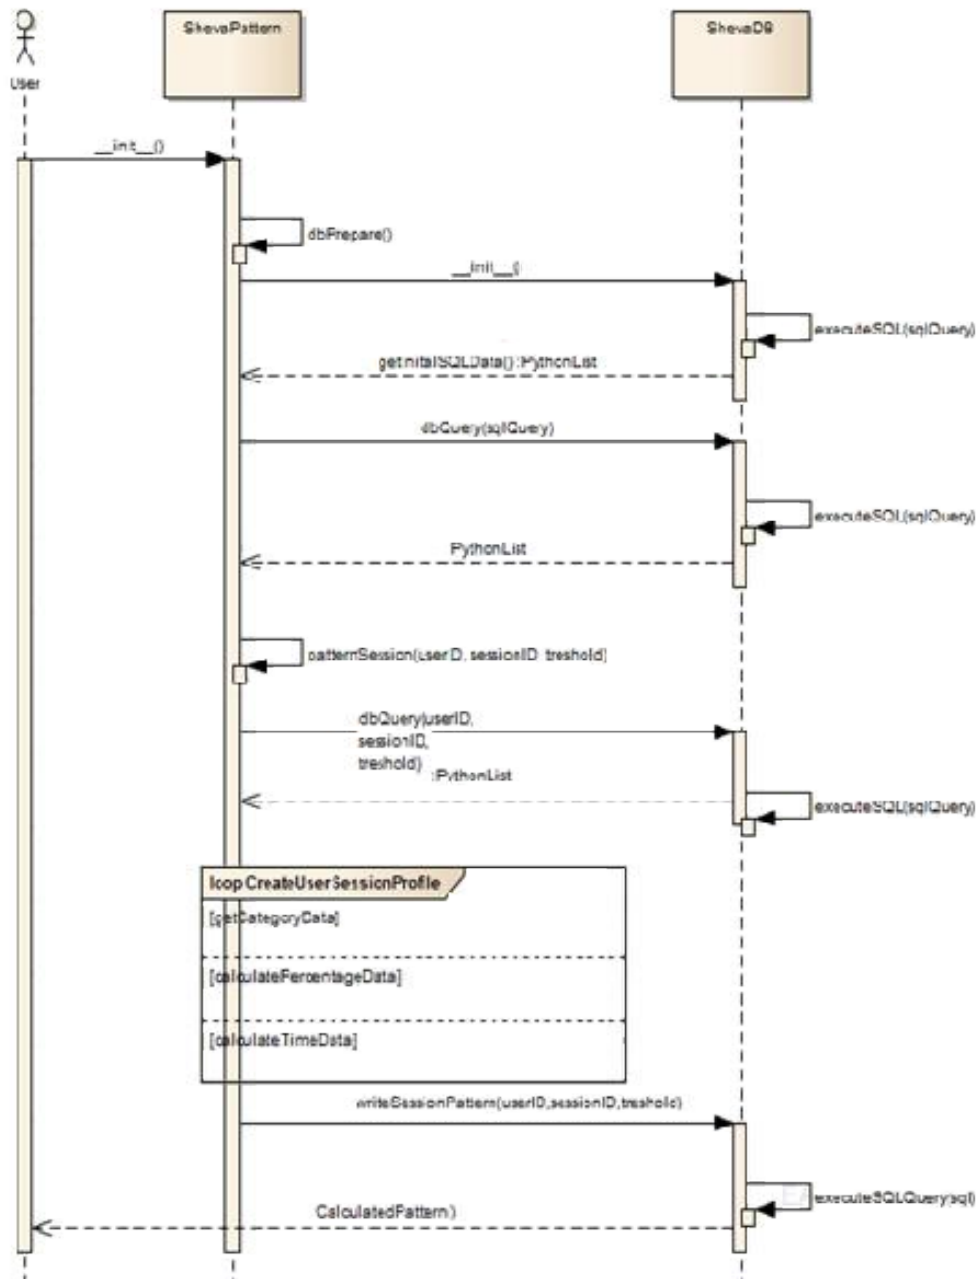 ShevaPattern
ShevaDB
User
__init__()
dbPrepare()
__init__()
executeSQL(sqlQuery)
getInitalSQLData():PythonList
dbQuery(sqlQuery)
executeSQL(sqlQuery)
PythonList
patternSession(userID, sessionID, treshold)
dbQuery(userID,
sessionID,
treshold)
:PythonList
executeSQL(sqlQuery)
loop CreateUserSessionProfile
[getCategoryData]
[calculatePercentageData]
[calculateTimeData]
writeSessionPattern(userID,sessionID,treshold)
executeSQLQuery(sql)
CalculatedPattern()